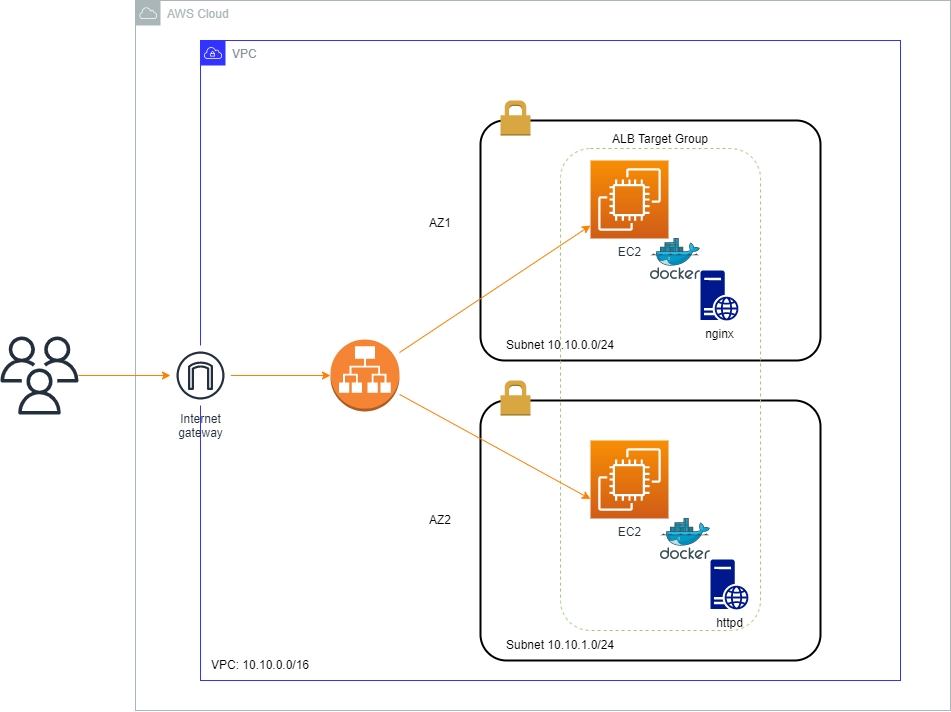 AWS Cloud
VPC
ALB Target Group
AZ1
EC2
docker
nginx
Subnet 10.10.0.0/24
Internet
gateway
AZ2
EC2
docker
httpd
Subnet 10.10.1.0/24
VPC: 10.10.0.0/16